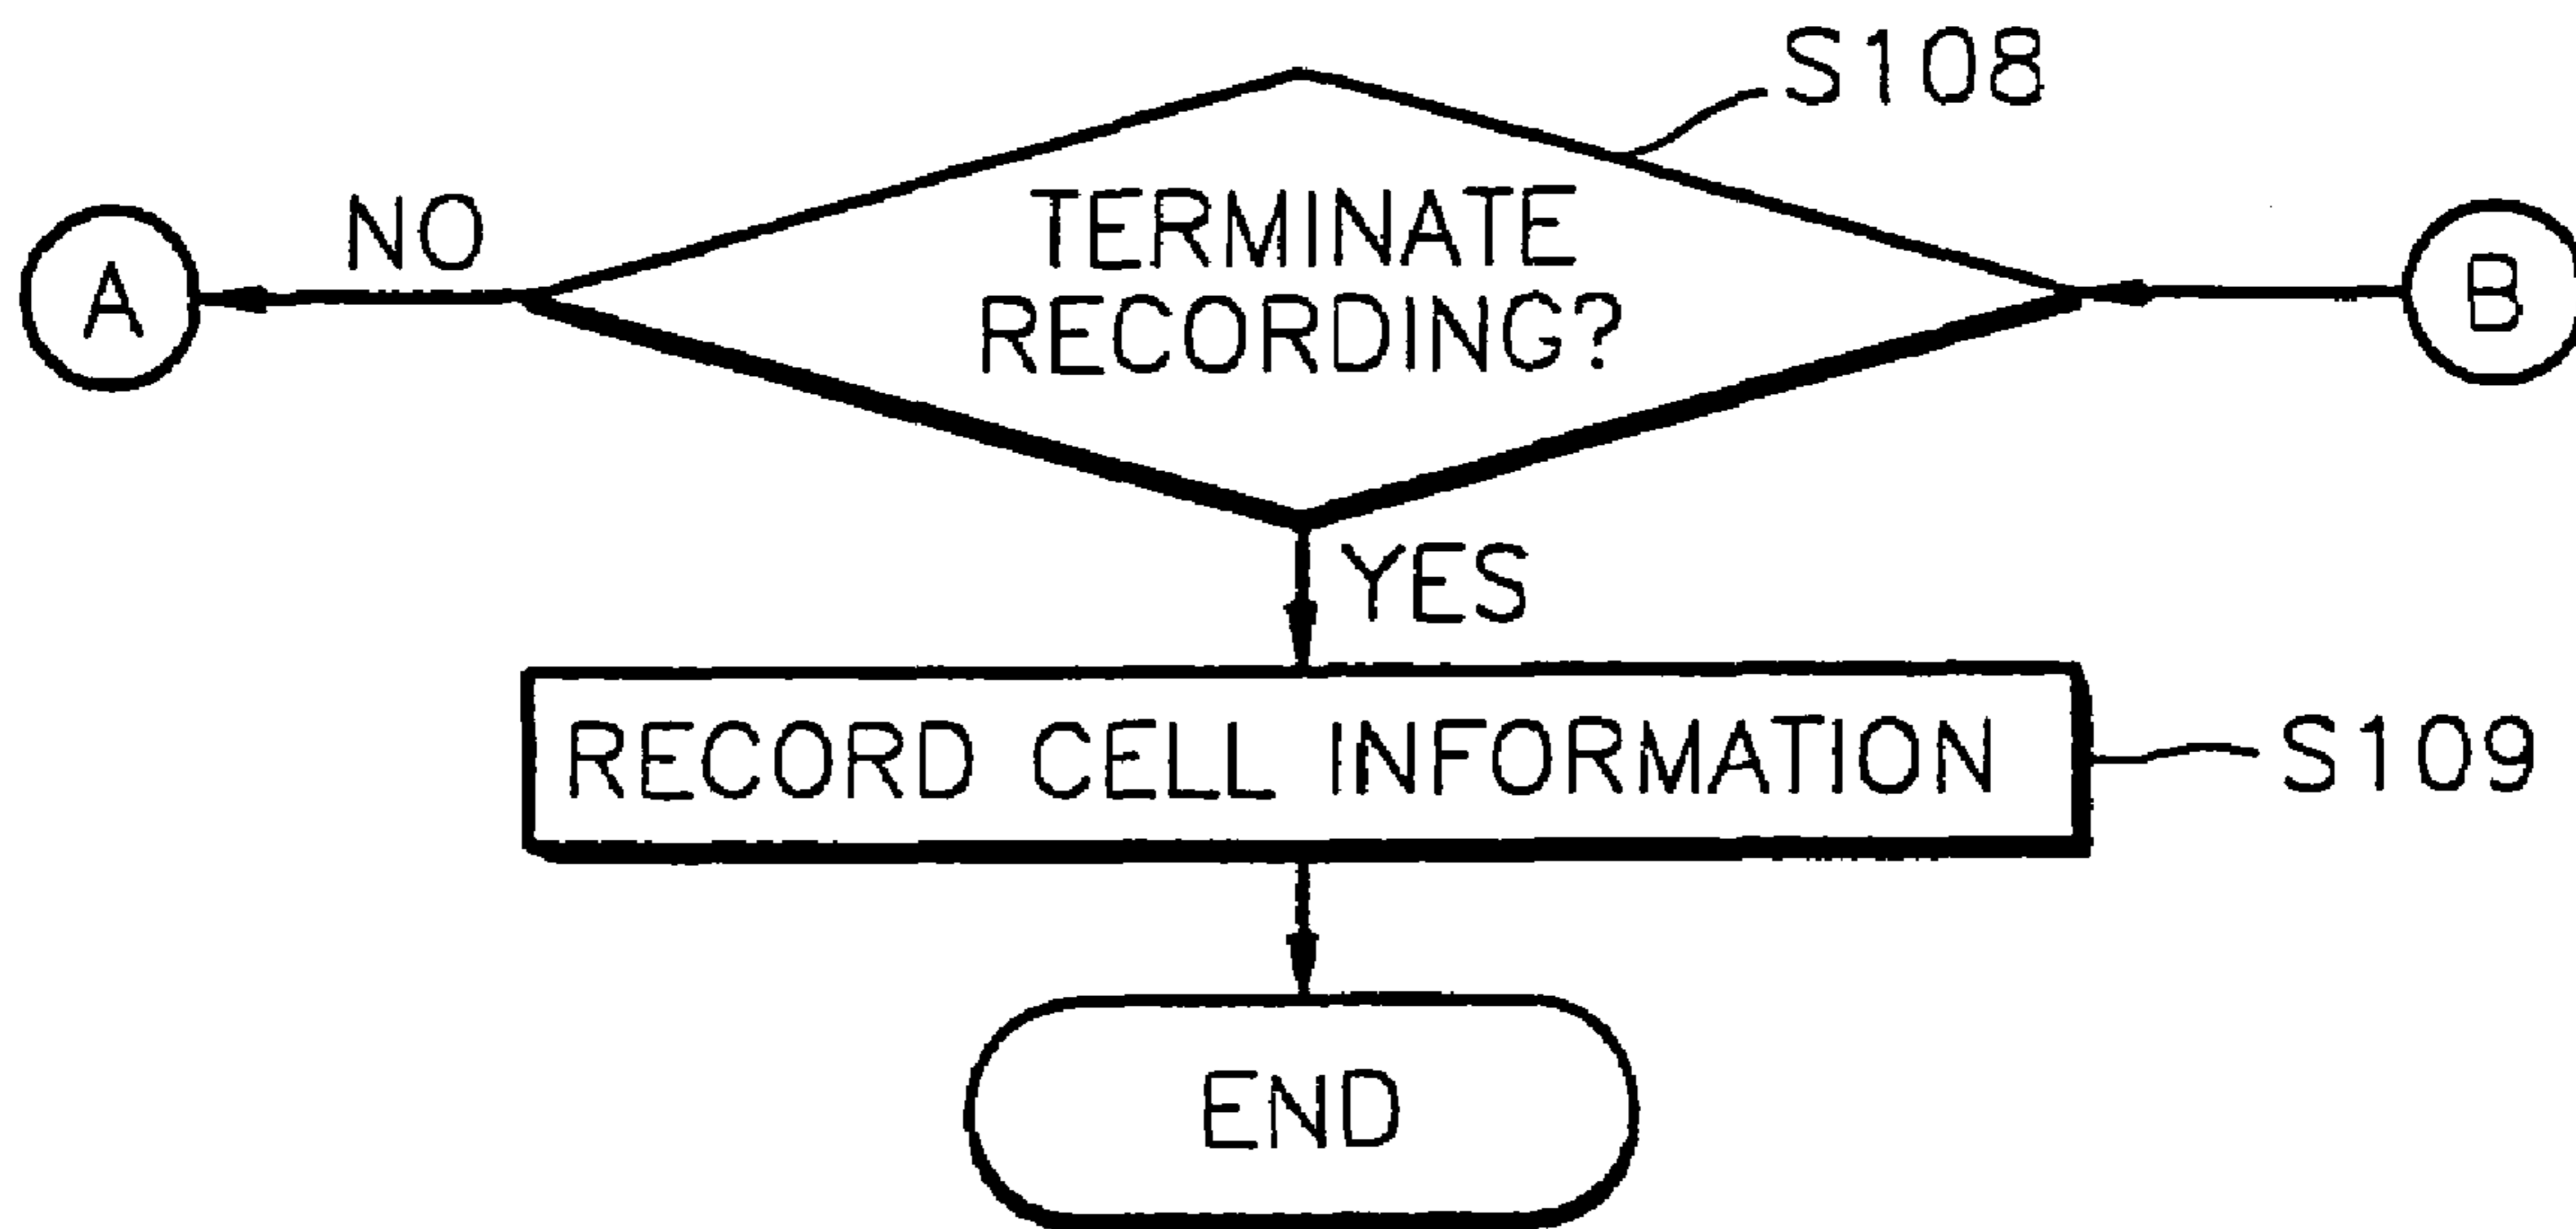 S108
NO
TERMINATE
RECORDING?
A
B
YES
RECORD CELL INFORMATION
S109
END